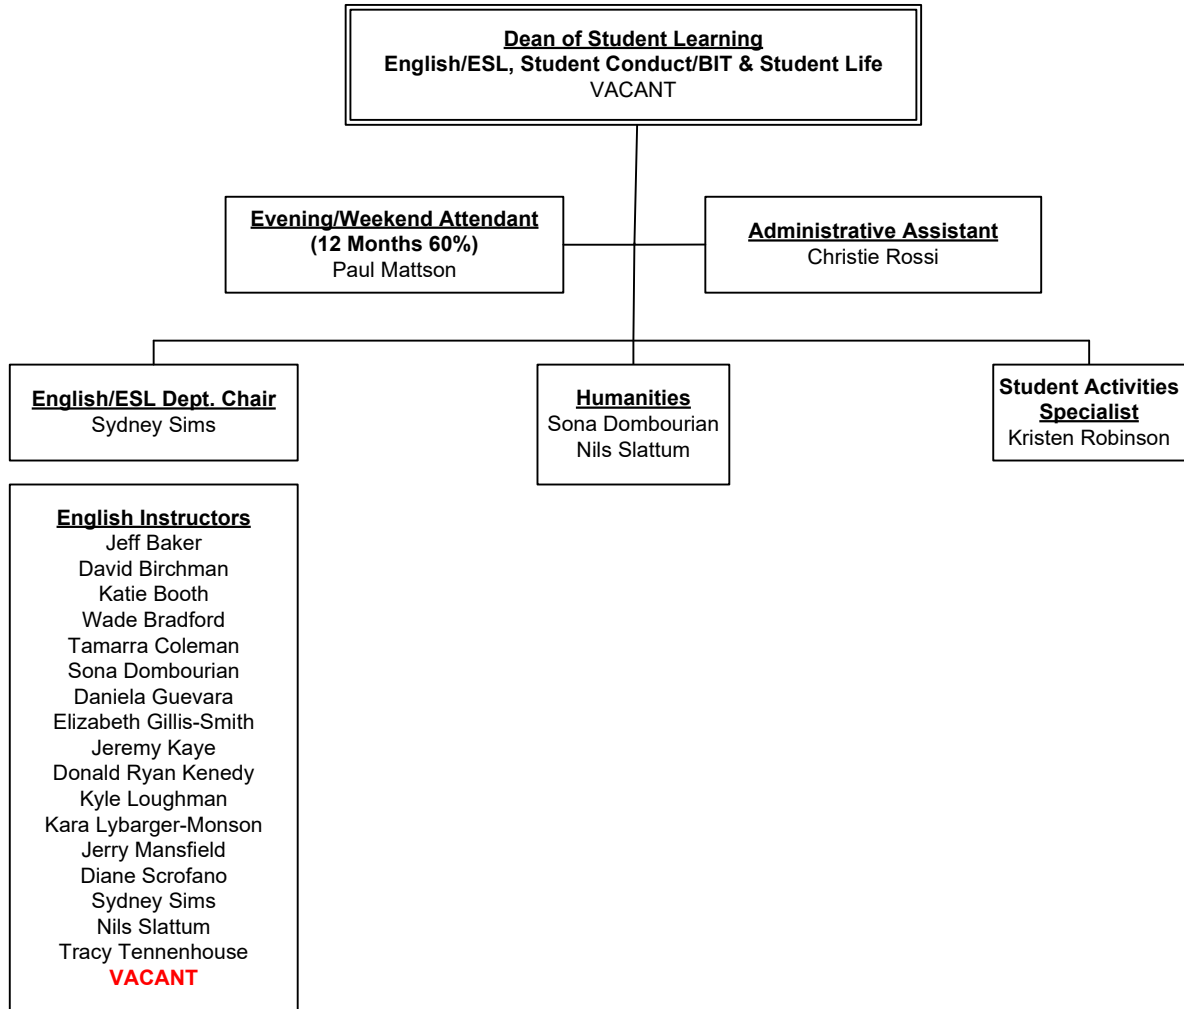 Dean of Student Learning
English/ESL, Student Conduct/BIT & Student Life
VACANT
Evening/Weekend Attendant
(12 Months 60%)
Paul Mattson
Administrative Assistant
Christie Rossi
English/ESL Dept. Chair
Sydney Sims
Humanities
Sona Dombourian
Nils Slattum
Student Activities
Specialist
Kristen Robinson
English Instructors
Jeff Baker
David Birchman
Katie Booth
Wade Bradford
Tamarra Coleman
Sona Dombourian
Daniela Guevara
Elizabeth Gillis-Smith
Jeremy Kaye
Donald Ryan Kenedy
Kyle Loughman
Kara Lybarger-Monson
Jerry Mansfield
Diane Scrofano
Sydney Sims
Nils Slattum
Tracy Tennenhouse
VACANT